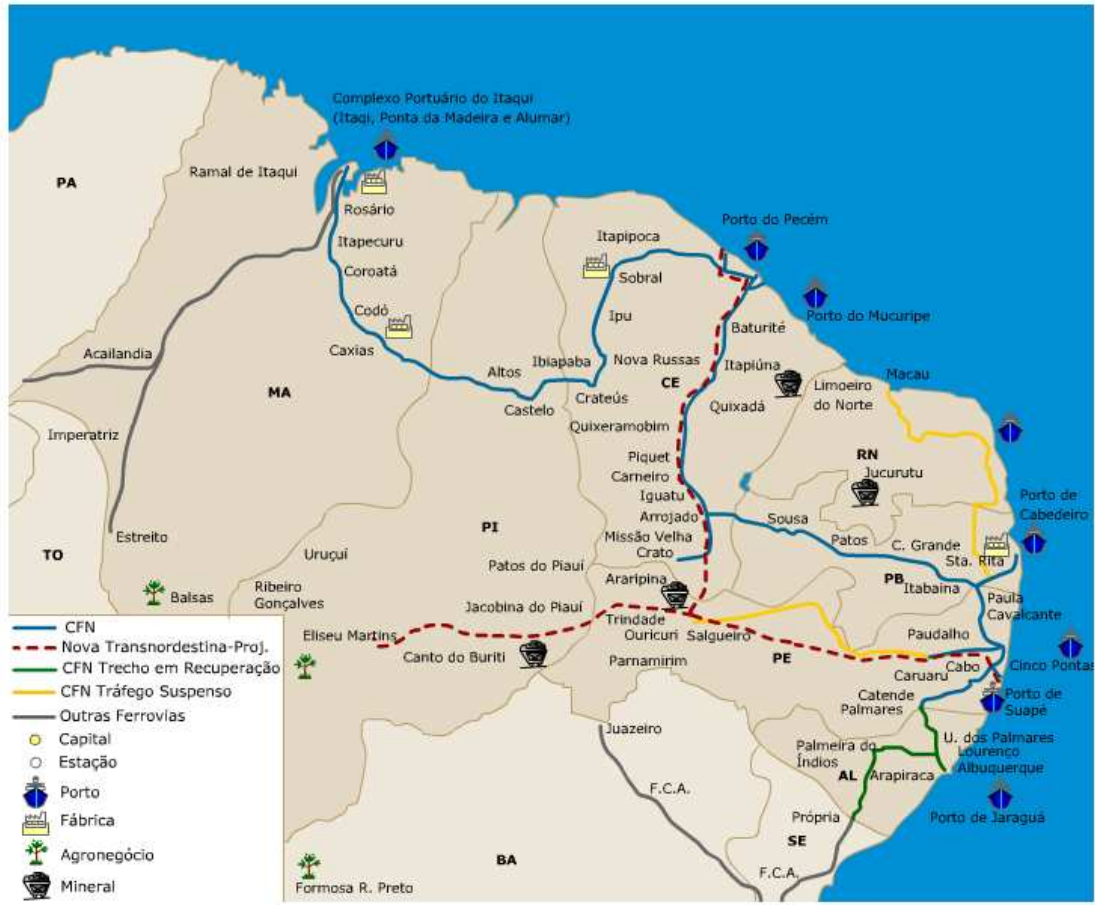 Complexo Portuário do Itaqui
(Itaqi, Ponta da Madeira e Alumar)
PA
Ramal de Itaqui
Rosário
Itapecuru
Coroatá
Codó
Caxias
Acailandia
MA
Imperatriz
Estreito
TO
Altos
Castelo
Ibiapaba
Crateús
Itapipoca
Sobral
Ipu
Nova Russas
CE
Porto do Pecém
Porto do Mucuripe
Baturité
Itapiúna
Quixadá
Quixeramobim
Piquet
Carneiro
Iguatu
Arrojado
Missão Velha
Crato
Limoeiro
do Norte
Macau
RN
Jucurutu
Porto de
Cabedeiro
Sousa
Patos
C. Grande
Sta. Rita
PB
Itabaina
Paula
Cavalcante
PI
Uruçuí
Ribeiro
Gonçalves
Balsas
Patos do Piauí
Jacobina do Piauí
Araripina
Trindade
Ouricuri
Salgueiro
Parnamirim
Eliseu Martins
Canto do Buriti
PE
Paudalho
Cabo
Cinco Pontas
Caruaru
Catende
Palmares
Porto de
Suapé
U. dos Palmares
Lourenço
Albuquerque
Palmeira do
Índios
AL
Arapiraca
Porto de Jaraguá
Própria
SE
F.C.A.
Juazeiro
F.C.A.
BA
Formosa R. Preto
CFN
Nova Transnordestina-Proj.
CFN Trecho em Recuperação
CFN Tráfego Suspenso
Outras Ferrovias
Capital
Estação
Porto
Fábrica
Agronegócio
Mineral